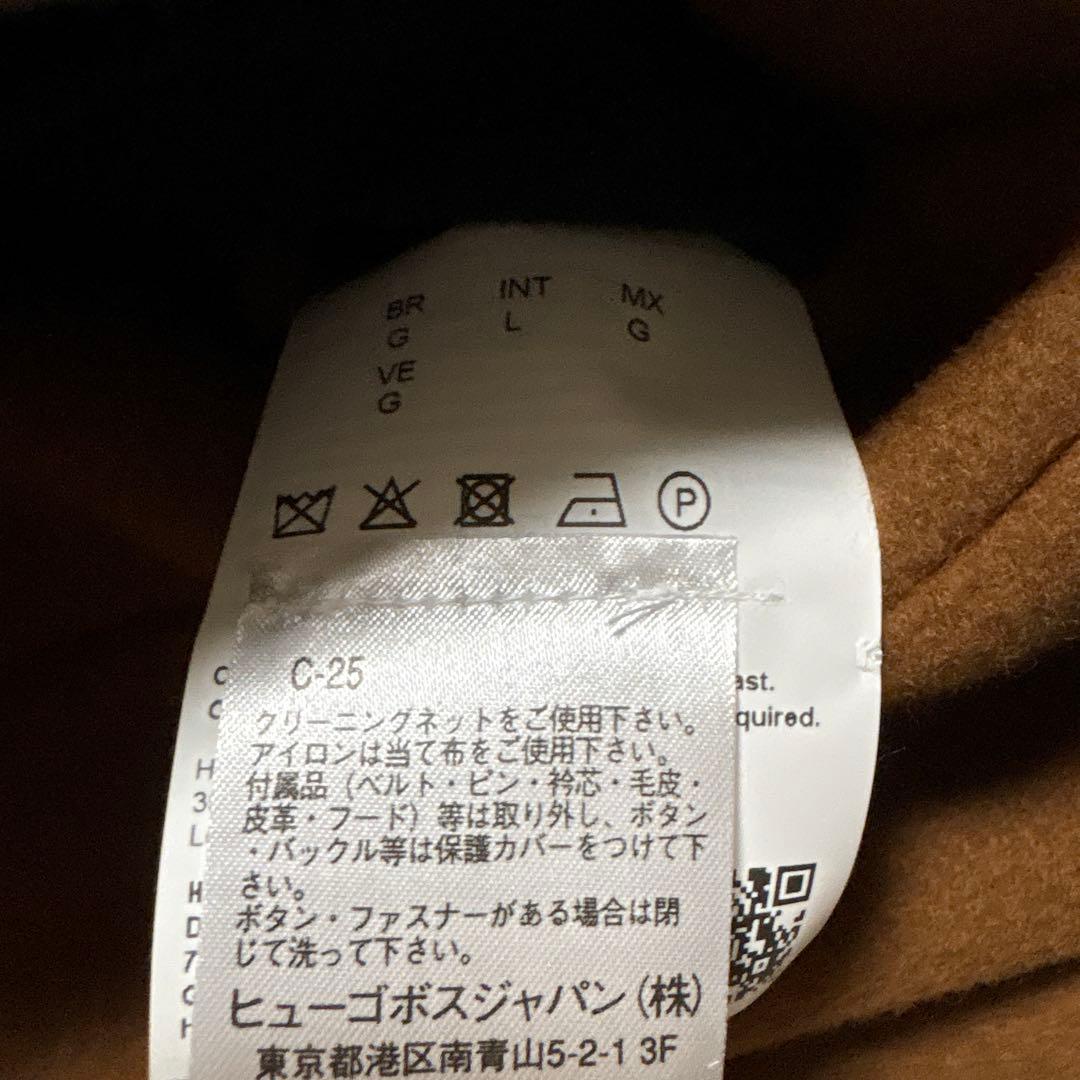 BR INT MX
G L G
VE
G
P
C-25
ast.
quired.
クリーニングネットをご使用下さい。
アイロンは当て布をご使用下さい。
付属品（ベルト・ピン・衿芯・毛皮・
皮革・フード）等は取り外し、ボタン
・バックル等は保護カバーをつけて下
さい。
ボタン・ファスナーがある場合は閉
じて洗って下さい。
ヒューゴボスジャパン(株)
東京都港区南青山5-2-1 3F